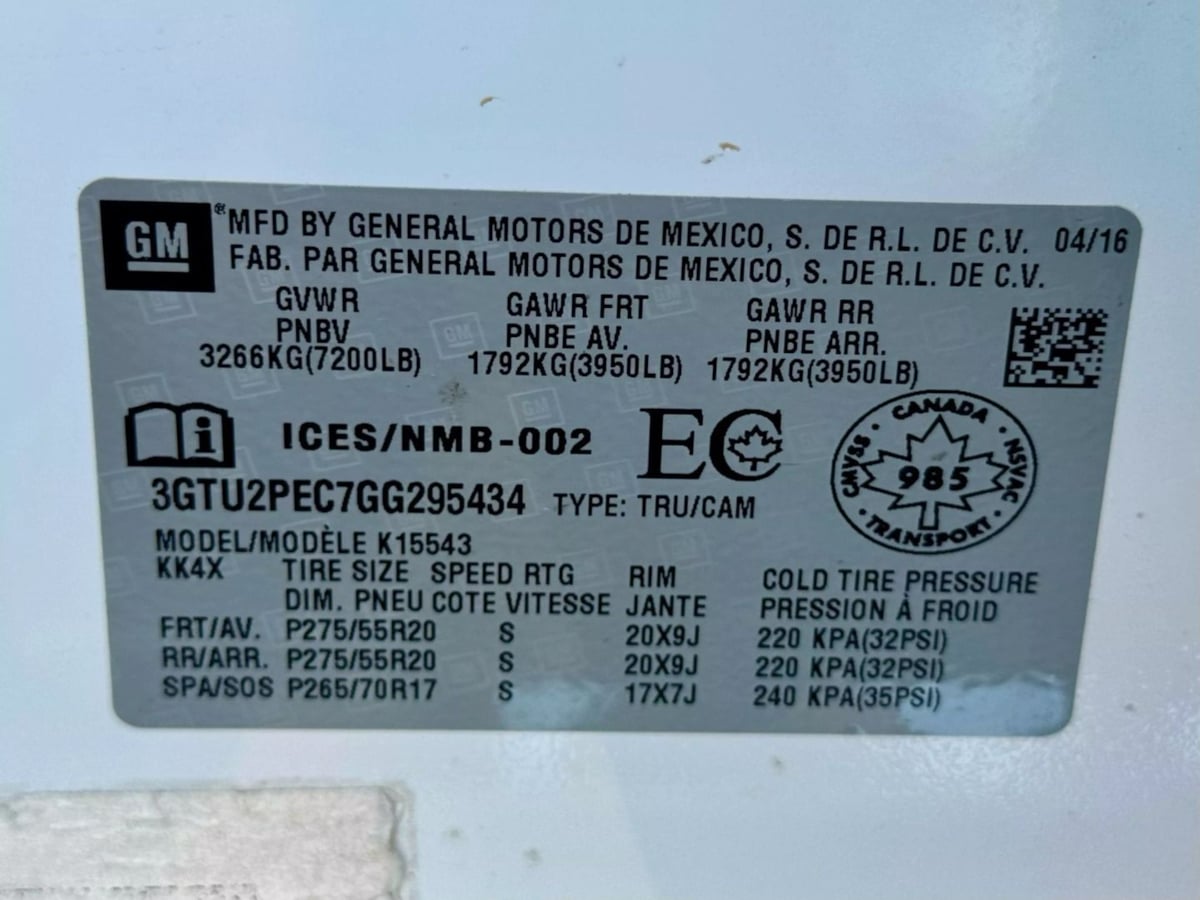 GM ® MFD BY GENERAL MOTORS DE MEXICO, S. DE R.L. DE C.V. 04/16
FAB. PAR GENERAL MOTORS DE MEXICO, S. DE R.L. DE C.V.
GVWR GAWR FRT GAWR RR
PNBV PNBE AV. PNBE ARR.
3266KG(7200LB) 1792KG(3950LB) 1792KG(3950LB)
i ICES/NMB-002 EC
CANADA
CMVSS · 985 · NSVAC
TRANSPORT
3GTU2PEC7GG295434 TYPE: TRU/CAM
MODEL/MODÈLE K15543
KK4X TIRE SIZE SPEED RTG RIM COLD TIRE PRESSURE
DIM. PNEU COTE VITESSE JANTE PRESSION À FROID
FRT/AV. P275/55R20 S 20X9J 220 KPA(32PSI)
RR/ARR. P275/55R20 S 20X9J 220 KPA(32PSI)
SPA/SOS P265/70R17 S 17X7J 240 KPA(35PSI)